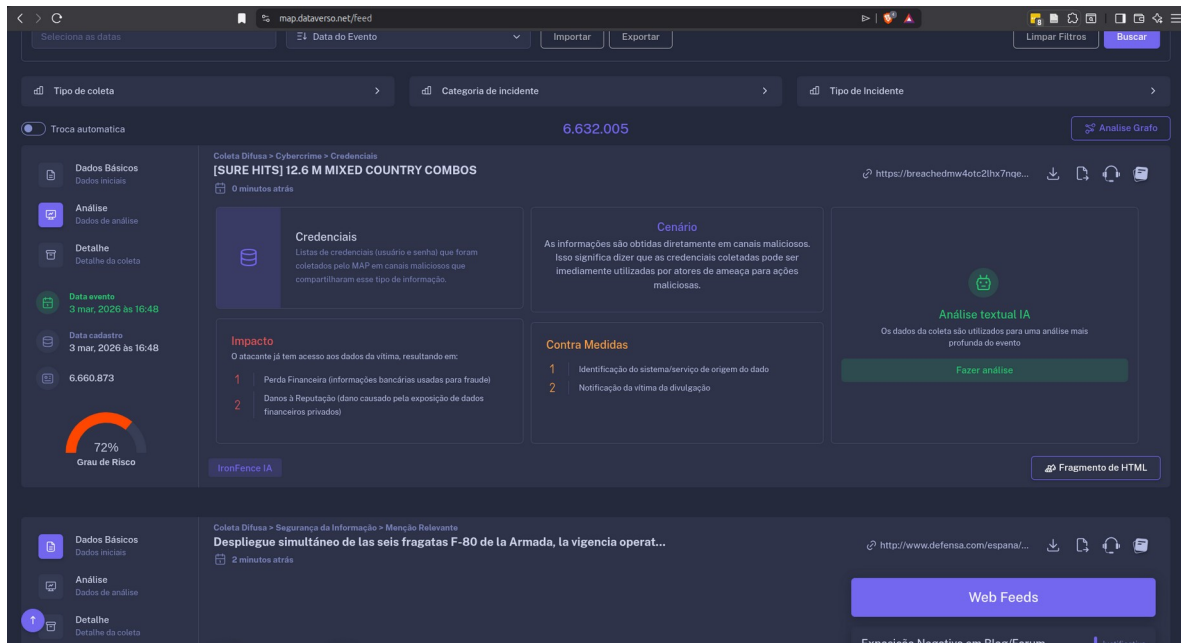 map.dataverso.net/feed
Seleciona as datas
Data do Evento
Importar
Exportar
Limpar Filtros
Buscar
Tipo de coleta
Categoria de incidente
Tipo de Incidente
Troca automatica
6.632.005
Analise Grafo
Dados Básicos
Dados iniciais
Análise
Dados de análise
Detalhe
Detalhe da coleta
Data evento
3 mar, 2026 às 16:48
Data cadastro
3 mar, 2026 às 16:48
6.660.873
72%
Grau de Risco
Coleta Difusa > Cybercrime > Credenciais
[SURE HITS] 12.6 M MIXED COUNTRY COMBOS
0 minutos atrás
https://breachedmw4otc2lhx7nqe...
Credenciais
Listas de credenciais (usuário e senha) que foram
coletados pelo MAP em canais maliciosos que
compartilharam esse tipo de informação.
Cenário
As informações são obtidas diretamente em canais maliciosos.
Isso significa dizer que as credenciais coletadas pode ser
imediamente utilizadas por atores de ameaça para ações
maliciosas.
Impacto
O atacante já tem acesso aos dados da vítima, resultando em:
1 Perda Financeira (informações bancárias usadas para fraude)
2 Danos à Reputação (dano causado pela exposição de dados
financeiros privados)
Contra Medidas
1 Identificação do sistema/serviço de origem do dado
2 Notificação da vítima da divulgação
Análise textual IA
Os dados da coleta são utilizados para uma análise mais
profunda do evento
Fazer análise
IronFence IA
Fragmento de HTML
Dados Básicos
Dados iniciais
Análise
Dados de análise
Detalhe
Detalhe da coleta
Coleta Difusa > Segurança da Informação > Menção Relevante
Despliegue simultáneo de las seis fragatas F-80 de la Armada, la vigencia operat...
2 minutos atrás
http://www.defensa.com/espana/...
Web Feeds
Exposição Negativa em Blog/Forum